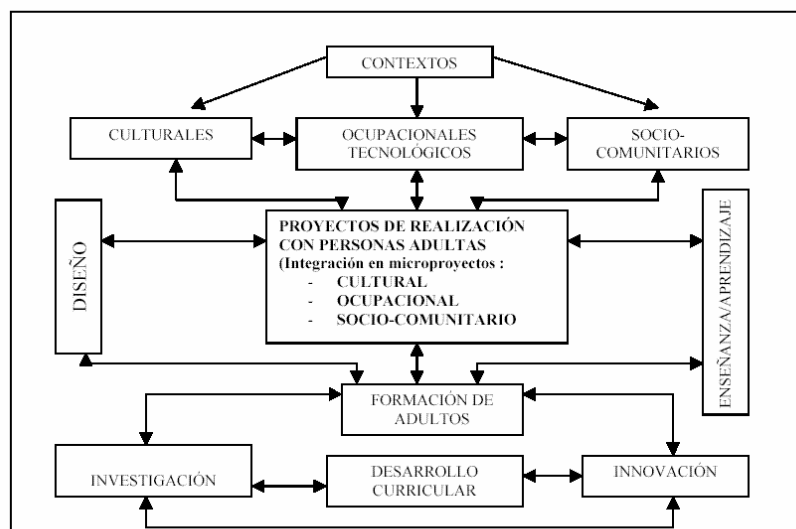 CONTEXTOS
CULTURALES
OCUPACIONALES
TECNOLÓGICOS
SOCIO-
COMUNITARIOS
DISEÑO
PROYECTOS DE REALIZACIÓN
CON PERSONAS ADULTAS
(Integración en microproyectos :
- CULTURAL
- OCUPACIONAL
- SOCIO-COMUNITARIO
ENSEÑANZA/APRENDIZAJE
FORMACIÓN DE
ADULTOS
INVESTIGACIÓN
DESARROLLO
CURRICULAR
INNOVACIÓN